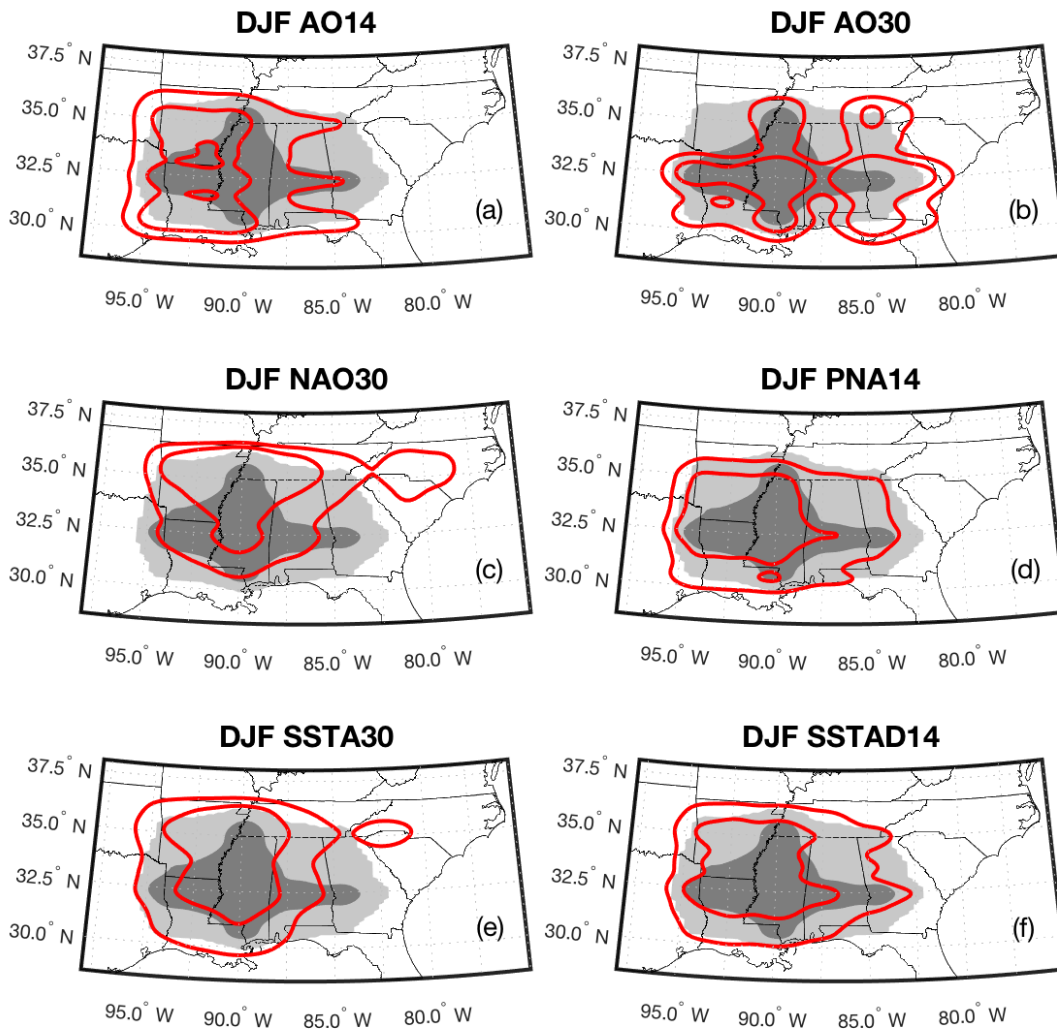 DJF AO14
37.5° N
35.0° N
32.5° N
30.0° N
(a)
95.0° W 90.0° W 85.0° W 80.0° W
DJF AO30
37.5° N
35.0° N
32.5° N
30.0° N
(b)
95.0° W 90.0° W 85.0° W 80.0° W
DJF NAO30
37.5° N
35.0° N
32.5° N
30.0° N
(c)
95.0° W 90.0° W 85.0° W 80.0° W
DJF PNA14
37.5° N
35.0° N
32.5° N
30.0° N
(d)
95.0° W 90.0° W 85.0° W 80.0° W
DJF SSTA30
37.5° N
35.0° N
32.5° N
30.0° N
(e)
95.0° W 90.0° W 85.0° W 80.0° W
DJF SSTAD14
37.5° N
35.0° N
32.5° N
30.0° N
(f)
95.0° W 90.0° W 85.0° W 80.0° W